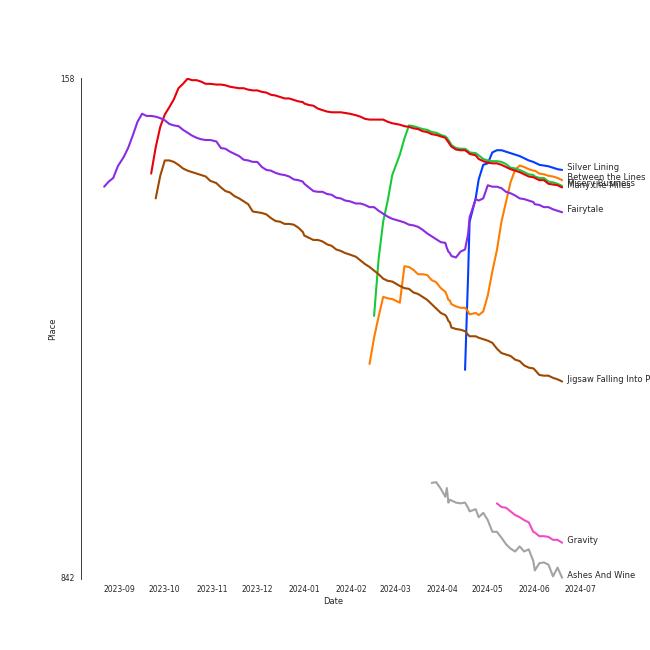 158
Silver Lining
Between the Lines
Fairytale
Place
Jigsaw Falling Into P
Gravity
842
Ashes And Wine
2023-09 2023-10 2023-11 2023-12 2024-01 2024-02 2024-03 2024-04 2024-05 2024-06 2024-07
Date